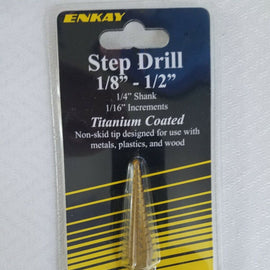 ENKAY
Step Drill
1/8” - 1/2”
1/4” Shank
1/16” Increments
Titanium Coated
Non-skid tip designed for use with
metals, plastics, and wood